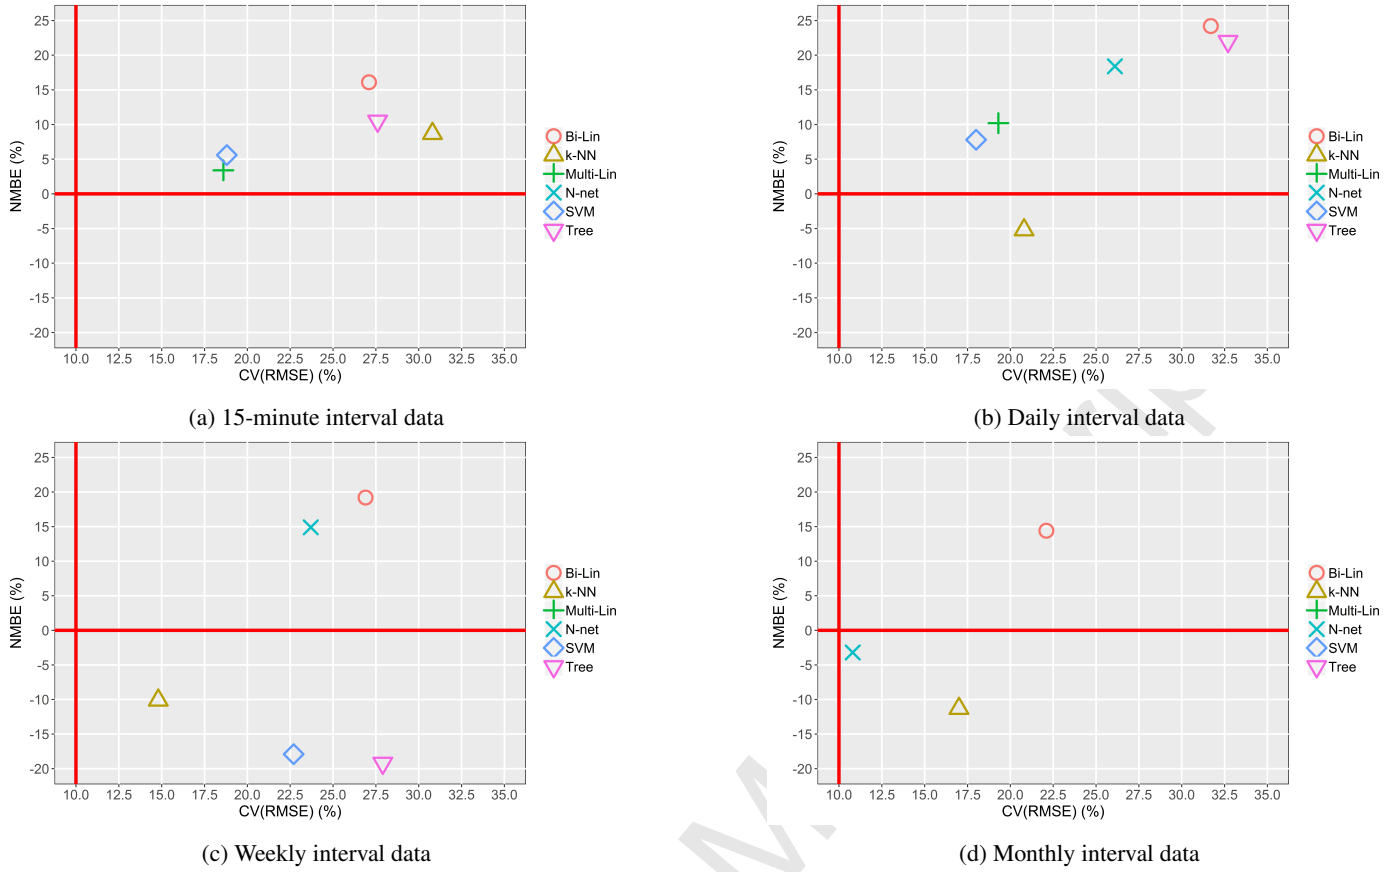 25
20
15
10
5
0
-5
-10
-15
-20
NMBE (%)
10.0 12.5 15.0 17.5 20.0 22.5 25.0 27.5 30.0 32.5 35.0
CV(RMSE) (%)
Bi-Lin
k-NN
Multi-Lin
N-net
SVM
Tree
(a) 15-minute interval data
25
20
15
10
5
0
-5
-10
-15
-20
NMBE (%)
10.0 12.5 15.0 17.5 20.0 22.5 25.0 27.5 30.0 32.5 35.0
CV(RMSE) (%)
Bi-Lin
k-NN
Multi-Lin
N-net
SVM
Tree
(b) Daily interval data
25
20
15
10
5
0
-5
-10
-15
-20
NMBE (%)
10.0 12.5 15.0 17.5 20.0 22.5 25.0 27.5 30.0 32.5 35.0
CV(RMSE) (%)
Bi-Lin
k-NN
Multi-Lin
N-net
SVM
Tree
(c) Weekly interval data
25
20
15
10
5
0
-5
-10
-15
-20
NMBE (%)
10.0 12.5 15.0 17.5 20.0 22.5 25.0 27.5 30.0 32.5 35.0
CV(RMSE) (%)
Bi-Lin
k-NN
Multi-Lin
N-net
SVM
Tree
(d) Monthly interval data